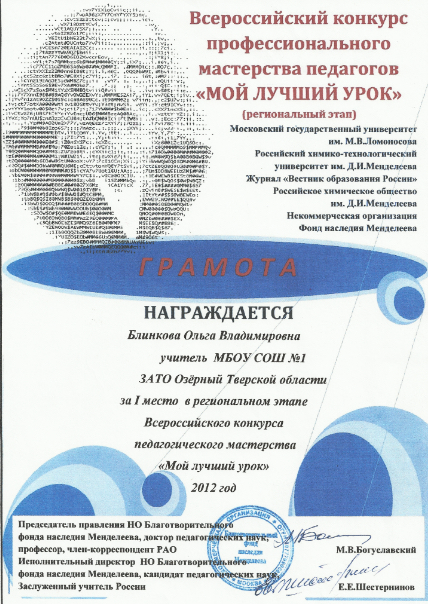 Всероссийский конкурс
профессионального
мастерства педагогов
«МОЙ ЛУЧШИЙ УРОК»
(региональный этап)
Московский государственный университет
им. М.В.Ломоносова
Российский химико-технологический
университет им. Д.И.Менделеева
Журнал «Вестник образования России»
Российское химическое общество
им. Д.И.Менделеева
Некоммерческая организация
Фонд наследия Менделеева
ГРАМОТА
НАГРАЖДАЕТСЯ
Блинкова Ольга Владимировна
учитель МБОУ СОШ №1
ЗАТО Озёрный Тверской области
за I место в региональном этапе
Всероссийского конкурса
педагогического мастерства
«Мой лучший урок»
2012 год
Председатель правления НО Благотворительного
фонда наследия Менделеева, доктор педагогических наук,
профессор, член-корреспондент РАО
М.В.Богуславский
Исполнительный директор НО Благотворительного
фонда наследия Менделеева, кандидат педагогических наук,
Заслуженный учитель России
Е.Е.Шестернинов